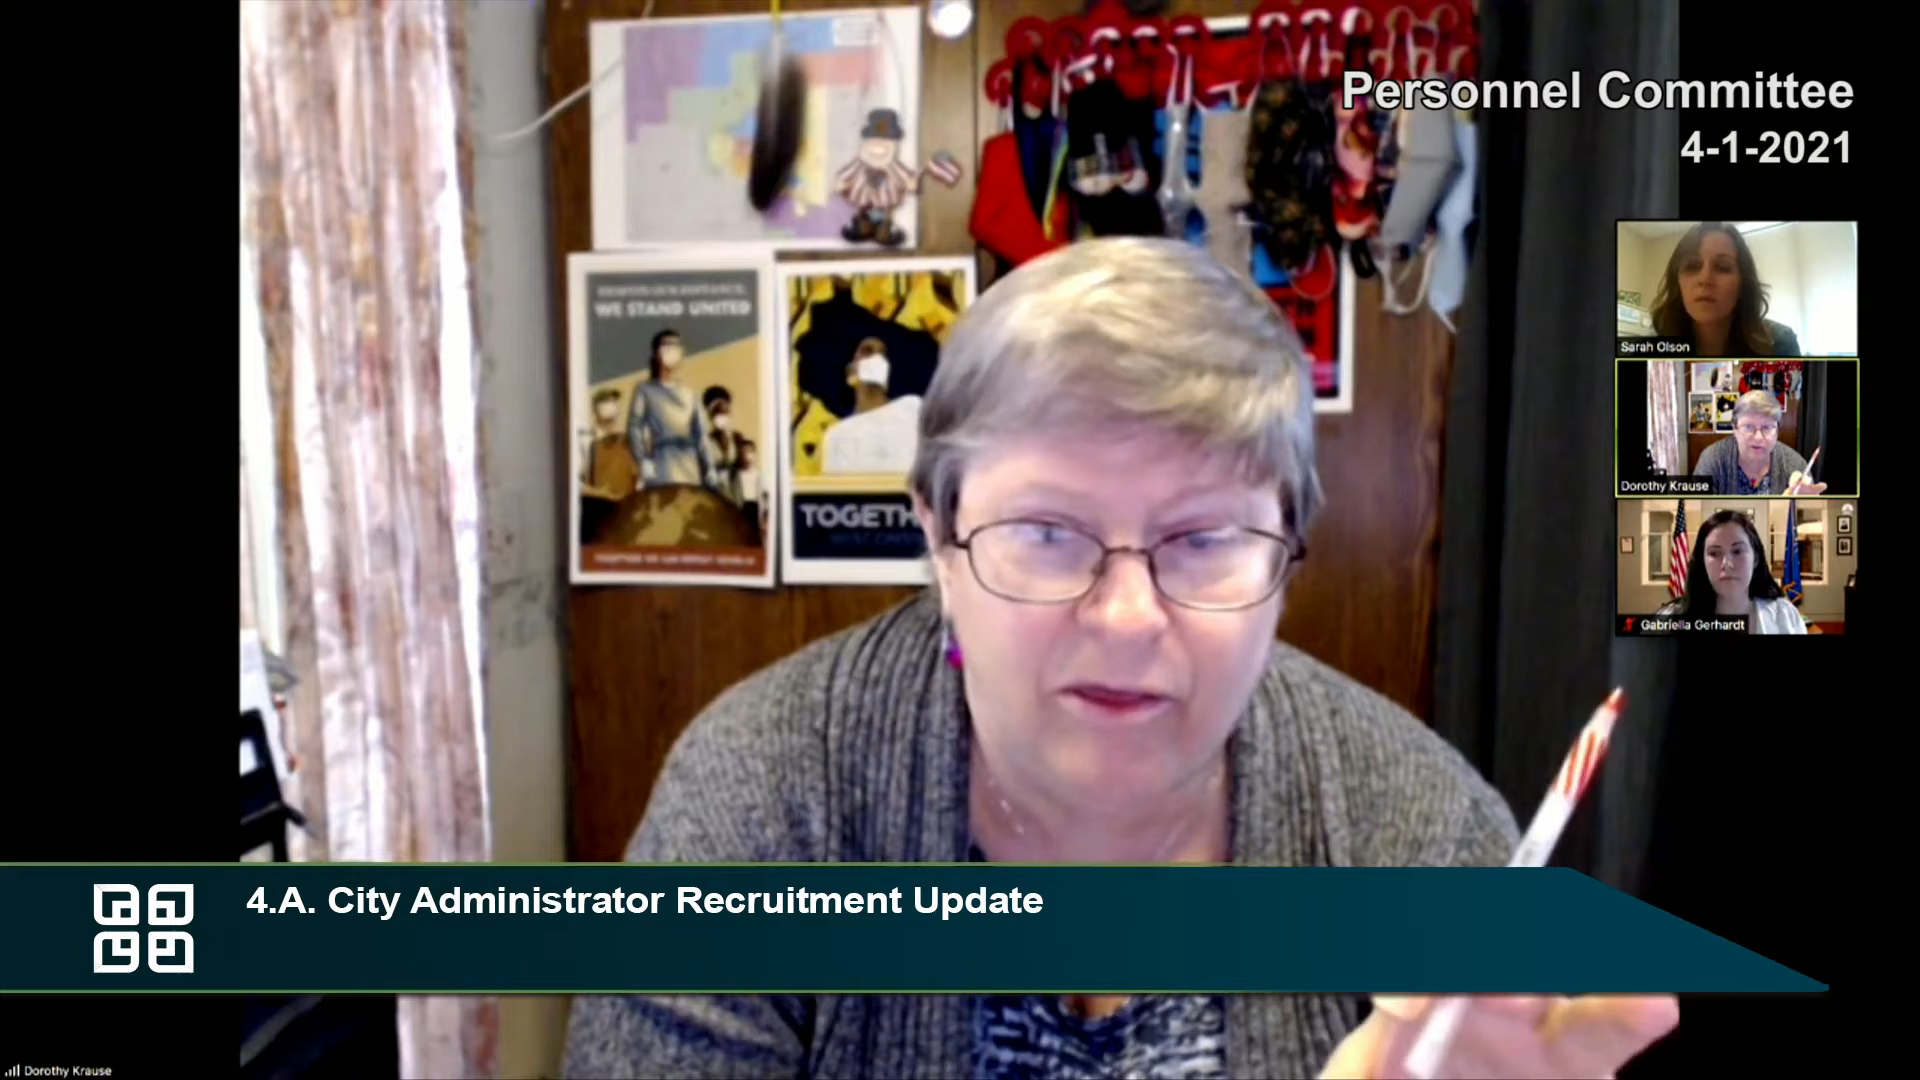 Personnel Committee
4-1-2021
WE STAND UNITED
TOGETH
Sarah Olson
Dorothy Krause
Gabriella Gerhardt
4.A. City Administrator Recruitment Update
Dorothy Krause